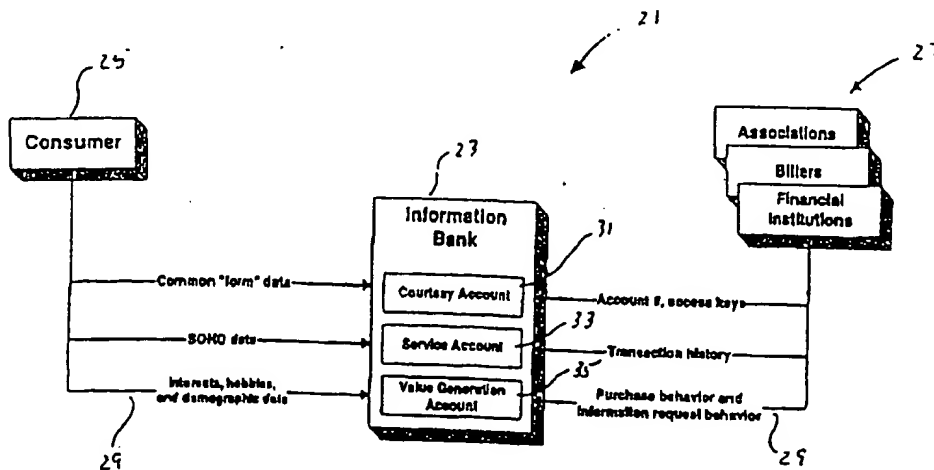 21
25
27
Consumer
Associations
Billers
Financial
Institutions
23
Information
Bank
31
Common "form" data
Courtesy Account
Account #, access keys
33
SOHO data
Service Account
Transaction history
35
Interests, hobbies,
and demographic data
Value Generation
Account
Purchase behavior and
information request behavior
29
29